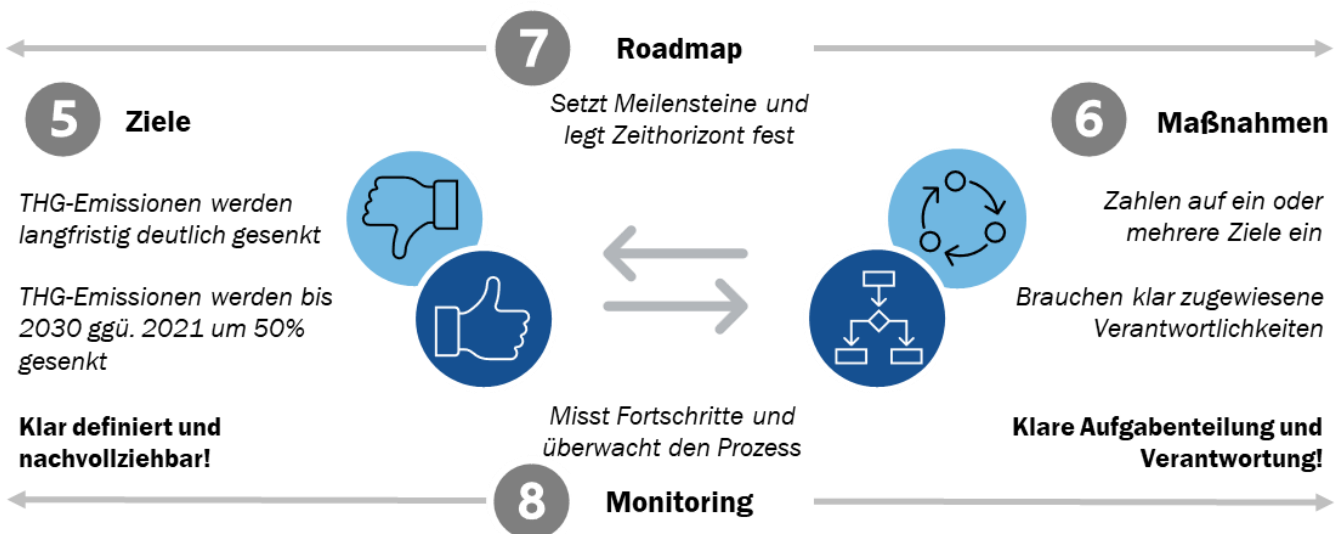 7 Roadmap
Setzt Meilensteine und
legt Zeithorizont fest
5 Ziele
THG-Emissionen werden
langfristig deutlich gesenkt
THG-Emissionen werden bis
2030 ggü. 2021 um 50%
gesenkt
Klar definiert und
nachvollziehbar!
6 Maßnahmen
Zahlen auf ein oder
mehrere Ziele ein
Brauchen klar zugewiesene
Verantwortlichkeiten
Klare Aufgabenteilung und
Verantwortung!
Misst Fortschritte und
überwacht den Prozess
8 Monitoring